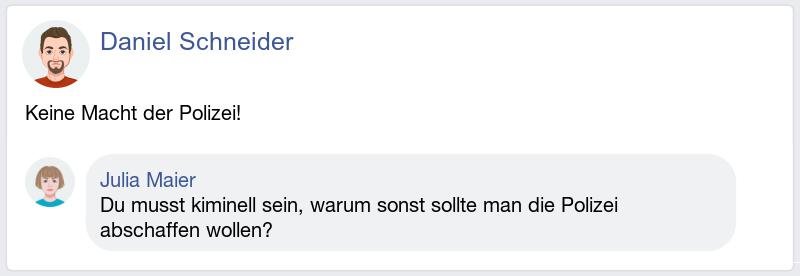 Daniel Schneider
Keine Macht der Polizei!
Julia Maier
Du musst kiminell sein, warum sonst sollte man die Polizei
abschaffen wollen?